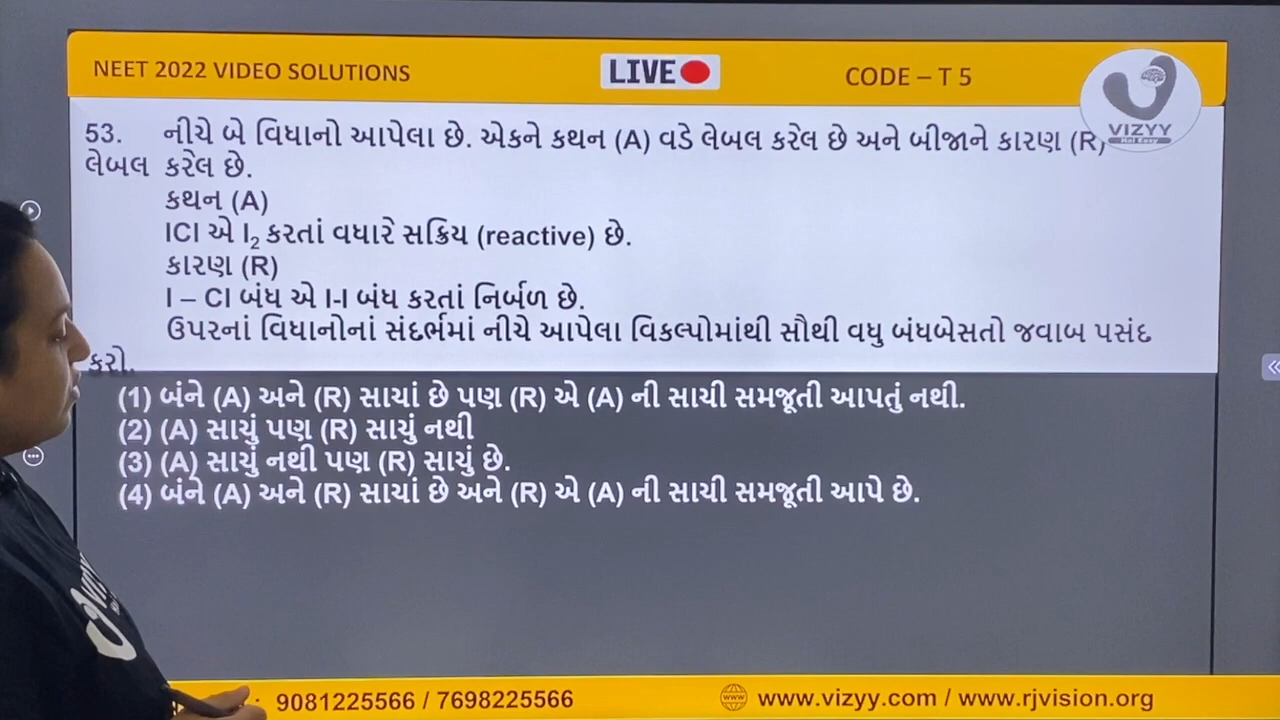 NEET 2022 VIDEO SOLUTIONS LIVE CODE – T 5
VIZYY
53. નીચે બે વિધાનો આપેલા છે. એકને કથન (A) વડે લેબલ કરેલ છે અને બીજાને કારણ (R)
લેબલ કરેલ છે.
કથન (A)
ICI એ I₂ કરતાં વધારે સક્રિય (reactive) છે.
કારણ (R)
I – CI બંધ એ I-I બંધ કરતાં નિર્બળ છે.
ઉપરનાં વિધાનોનાં સંદર્ભમાં નીચે આપેલા વિકલ્પોમાંથી સૌથી વધુ બંધબેસતો જવાબ પસંદ
કરો.
(1) બંને (A) અને (R) સાચાં છે પણ (R) એ (A) ની સાચી સમજૂતી આપતું નથી.
(2) (A) સાચું પણ (R) સાચું નથી
(3) (A) સાચું નથી પણ (R) સાચું છે.
(4) બંને (A) અને (R) સાચાં છે અને (R) એ (A) ની સાચી સમજૂતી આપે છે.
: 9081225566 / 7698225566 www.vizyy.com / www.rjvision.org